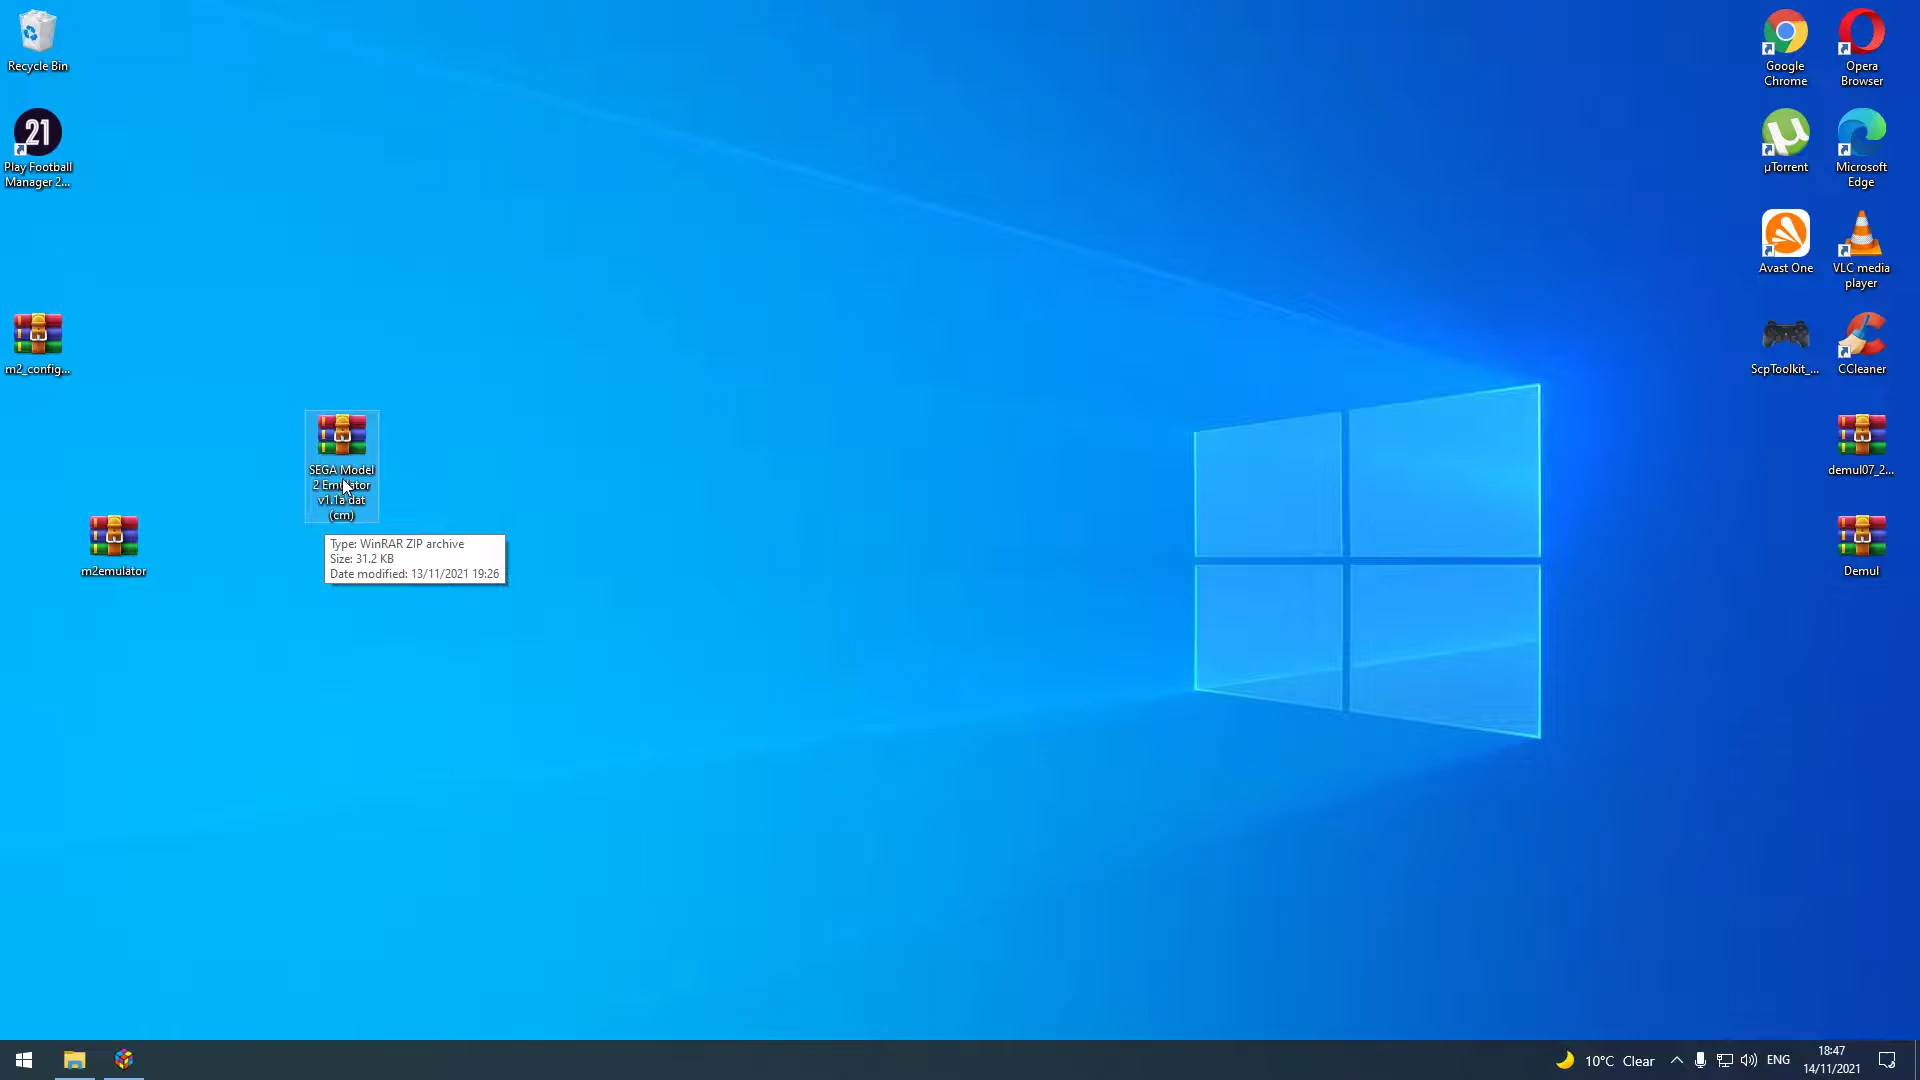 Recycle Bin
21
Play Football
Manager 2...
m2_config...
SEGA Model
2 Emulator
v1.1a dat
(cm)
Type: WinRAR ZIP archive
Size: 31.2 KB
Date modified: 13/11/2021 19:26
m2emulator
Google
Chrome
Opera
Browser
µTorrent
Microsoft
Edge
Avast One
VLC media
player
ScpToolkit_...
CCleaner
demul07_2...
Demul
10°C Clear
ENG
18:47
14/11/2021